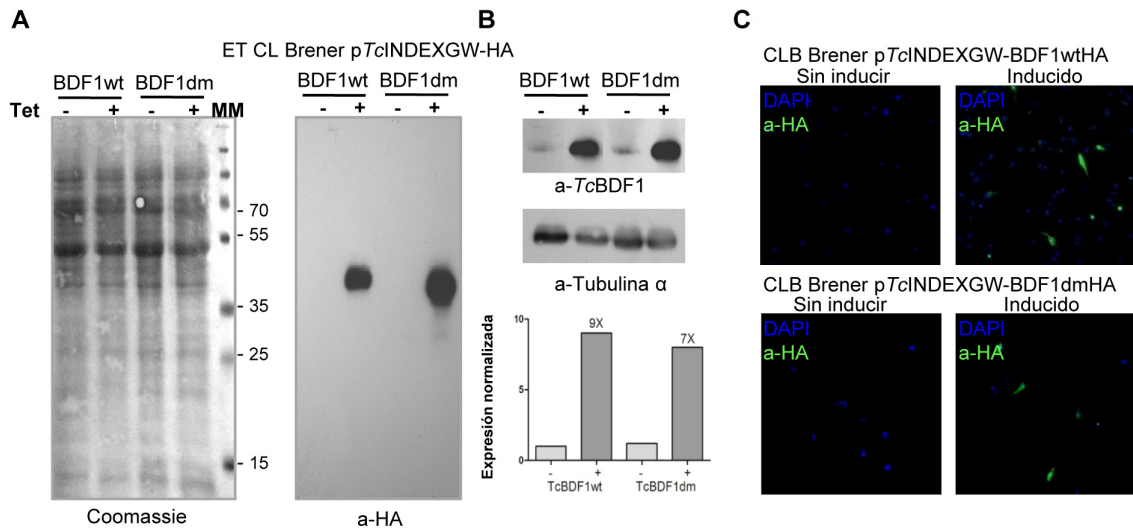 A
ET CL Brener pTcINDEXGW-HA
BDF1wt BDF1dm
Tet - + - + MM
- 70
- 55
- 35
- 25
- 15
Coomassie
BDF1wt BDF1dm
- + - +
a-HA
B
BDF1wt BDF1dm
- + - +
a-TcBDF1
a-Tubulina α
Expresión normalizada
10
5
0
9X
7X
- + - +
TcBDF1wt TcBDF1dm
C
CLB Brener pTcINDEXGW-BDF1wtHA
Sin inducir Inducido
DAPI DAPI
a-HA a-HA
CLB Brener pTcINDEXGW-BDF1dmHA
Sin inducir Inducido
DAPI DAPI
a-HA a-HA